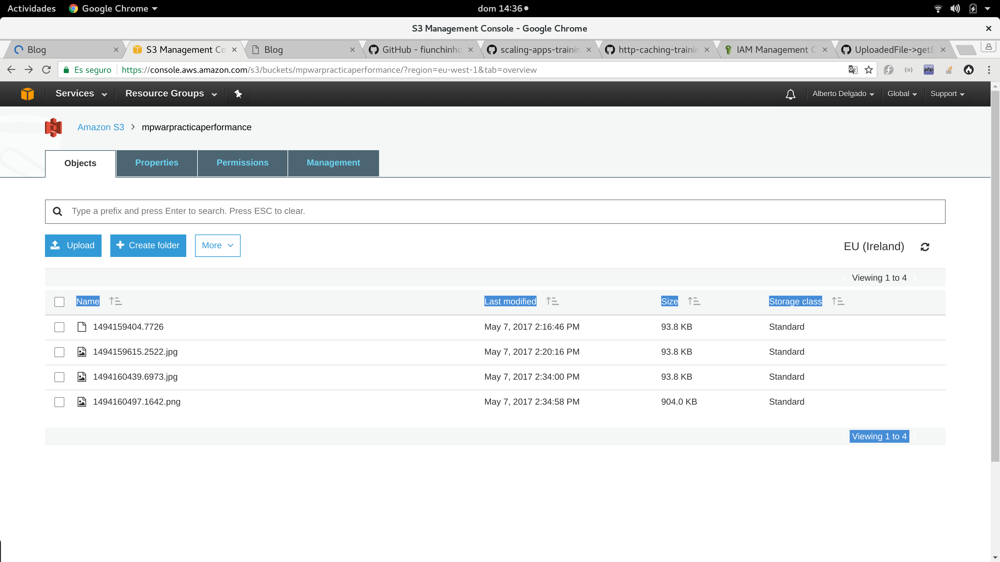 Actividades Google Chrome dom 14:36
S3 Management Console - Google Chrome
Blog S3 Management Co Blog GitHub - fiunchinho scaling-apps-trainin http-caching-trainin IAM Management C UploadedFile->getE
Es seguro https://console.aws.amazon.com/s3/buckets/mpwarpracticaperformance/?region=eu-west-1&tab=overview php
Services Resource Groups Alberto Delgado Global Support
Amazon S3 > mpwarpracticaperformance
Objects Properties Permissions Management
Type a prefix and press Enter to search. Press ESC to clear.
Upload Create folder More EU (Ireland)
Viewing 1 to 4
Name Last modified Size Storage class
1494159404.7726 May 7, 2017 2:16:46 PM 93.8 KB Standard
1494159615.2522.jpg May 7, 2017 2:20:16 PM 93.8 KB Standard
1494160439.6973.jpg May 7, 2017 2:34:00 PM 93.8 KB Standard
1494160497.1642.png May 7, 2017 2:34:58 PM 904.0 KB Standard
Viewing 1 to 4